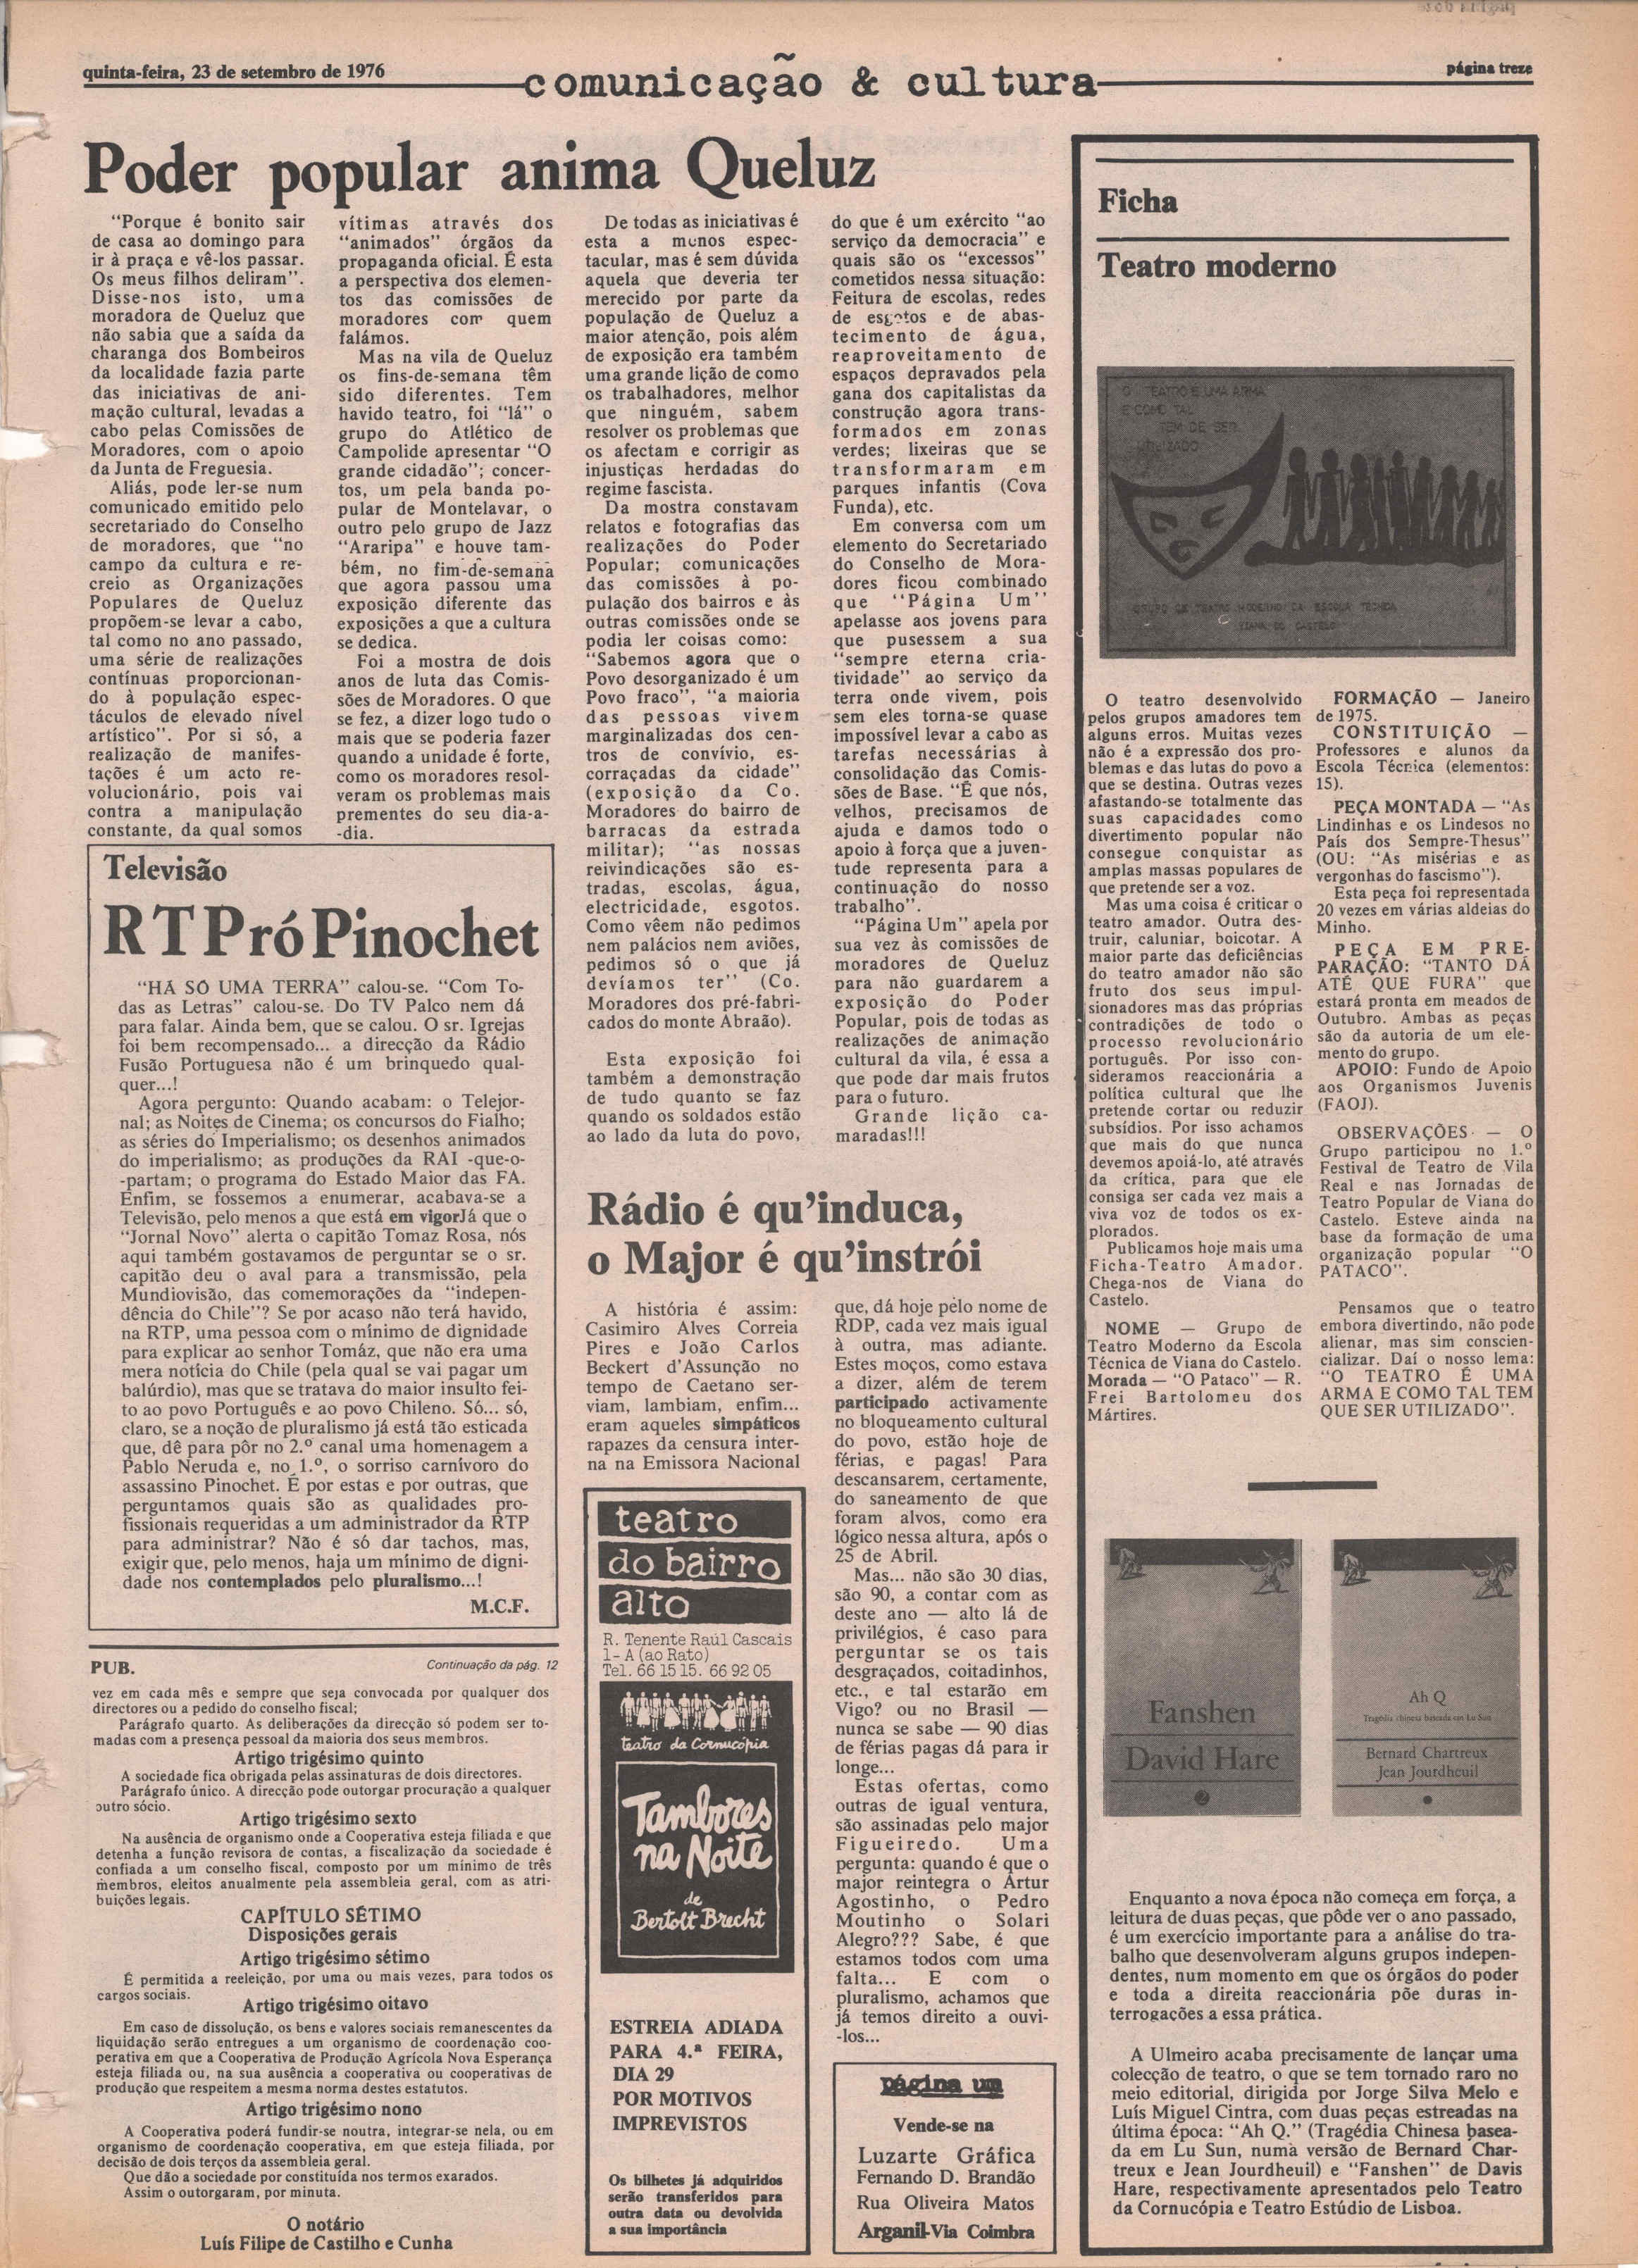 quinta-feira, 23 de setembro de 1976
comunicação & cultura
página treze
Poder popular anima Queluz
"Porque é bonito sair
de casa ao domingo para
ir à praça e vê-los passar.
Os meus filhos deliram".
Disse-nos isto, uma
moradora de Queluz que
não sabia que a saída da
charanga dos Bombeiros
da localidade fazia parte
das iniciativas de ani-
mação cultural, levadas a
cabo pelas Comissões de
Moradores, com o apoio
da Junta de Freguesia.
Aliás, pode ler-se num
comunicado emitido pelo
secretariado do Conselho
de moradores, que "no
campo da cultura e re-
creio as Organizações
Populares de Queluz
propõem-se levar a cabo,
tal como no ano passado,
uma série de realizações
contínuas proporcionan-
do à população espec-
táculos de elevado nível
artístico". Por si só, a
realização de manifes-
tações é um acto re-
volucionário, pois vai
contra a manipulação
constante, da qual somos
vítimas através dos
"animados" órgãos da
propaganda oficial. É esta
a perspectiva dos elemen-
tos das comissões de
moradores com quem
falámos.
Mas na vila de Queluz
os fins-de-semana têm
sido diferentes. Tem
havido teatro, foi "lá" o
grupo do Atlético de
Campolide apresentar "O
grande cidadão"; concer-
tos, um pela banda po-
pular de Montelavar, o
outro pelo grupo de Jazz
"Araripa" e houve tam-
bém, no fim-de-semana
que agora passou uma
exposição diferente das
exposições a que a cultura
se dedica.
Foi a mostra de dois
anos de luta das Comis-
sões de Moradores. O que
se fez, a dizer logo tudo o
mais que se poderia fazer
quando a unidade é forte,
como os moradores resol-
veram os problemas mais
prementes do seu dia-a-
-dia.
De todas as iniciativas é
esta a menos espec-
tacular, mas é sem dúvida
aquela que deveria ter
merecido por parte da
população de Queluz a
maior atenção, pois além
de exposição era também
uma grande lição de como
os trabalhadores, melhor
que ninguém, sabem
resolver os problemas que
os afectam e corrigir as
injustiças herdadas do
regime fascista.
Da mostra constavam
relatos e fotografias das
realizações do Poder
Popular; comunicações
das comissões à po-
pulação dos bairros e às
outras comissões onde se
podia ler coisas como:
"Sabemos agora que o
Povo desorganizado é um
Povo fraco", "a maioria
das pessoas vivem
marginalizadas dos cen-
tros de convívio, es-
corraçadas da cidade"
(exposição da Co.
Moradores do bairro de
barracas da estrada
militar); "as nossas
reivindicações são es-
tradas, escolas, água,
electricidade, esgotos.
Como vêem não pedimos
nem palácios nem aviões,
pedimos só o que já
devíamos ter" (Co.
Moradores dos pré-fabri-
cados do monte Abraão).
Esta exposição foi
também a demonstração
de tudo quanto se faz
quando os soldados estão
ao lado da luta do povo,
do que é um exército "ao
serviço da democracia" e
quais são os "excessos"
cometidos nessa situação:
Feitura de escolas, redes
de esgotos e de abas-
tecimento de água,
reaproveitamento de
espaços depravados pela
gana dos capitalistas da
construção agora trans-
formados em zonas
verdes; lixeiras que se
transformaram em
parques infantis (Cova
Funda), etc.
Em conversa com um
elemento do Secretariado
do Conselho de Mora-
dores ficou combinado
que "Página Um"
apelasse aos jovens para
que pusessem a sua
"sempre eterna cria-
tividade" ao serviço da
terra onde vivem, pois
sem eles torna-se quase
impossível levar a cabo as
tarefas necessárias à
consolidação das Comis-
sões de Base. "É que nós,
velhos, precisamos de
ajuda e damos todo o
apoio à força que a juven-
tude representa para a
continuação do nosso
trabalho".
"Página Um" apela por
sua vez às comissões de
moradores de Queluz
para não guardarem a
exposição do Poder
Popular, pois de todas as
realizações de animação
cultural da vila, é essa a
que pode dar mais frutos
para o futuro.
Grande lição ca-
maradas!!!
Televisão
RTPró Pinochet
"HÁ SÓ UMA TERRA" calou-se. "Com To-
das as Letras" calou-se. Do TV Palco nem dá
para falar. Ainda bem, que se calou. O sr. Igrejas
foi bem recompensado... a direcção da Rádio
Fusão Portuguesa não é um brinquedo qual-
quer...!
Agora pergunto: Quando acabam: o Telejor-
nal; as Noites de Cinema; os concursos do Fialho;
as séries do Imperialismo; os desenhos animados
do imperialismo; as produções da RAI -que-o-
-partam; o programa do Estado Maior das FA.
Enfim, se fossemos a enumerar, acabava-se a
Televisão, pelo menos a que está em vigorJá que o
"Jornal Novo" alerta o capitão Tomaz Rosa, nós
aqui também gostavamos de perguntar se o sr.
capitão deu o aval para a transmissão, pela
Mundiovisão, das comemorações da "indepen-
dência do Chile"? Se por acaso não terá havido,
na RTP, uma pessoa com o mínimo de dignidade
para explicar ao senhor Tomáz, que não era uma
mera notícia do Chile (pela qual se vai pagar um
balúrdio), mas que se tratava do maior insulto fei-
to ao povo Português e ao povo Chileno. Só... só,
claro, se a noção de pluralismo já está tão esticada
que, dê para pôr no 2.º canal uma homenagem a
Pablo Neruda e, no 1.º, o sorriso carnívoro do
assassino Pinochet. É por estas e por outras, que
perguntamos quais são as qualidades pro-
fissionais requeridas a um administrador da RTP
para administrar? Não é só dar tachos, mas,
exigir que, pelo menos, haja um mínimo de digni-
dade nos contemplados pelo pluralismo...!
M.C.F.
PUB.
Continuação da pág. 12
vez em cada mês e sempre que seja convocada por qualquer dos
directores ou a pedido do conselho fiscal;
Parágrafo quarto. As deliberações da direcção só podem ser to-
madas com a presença pessoal da maioria dos seus membros.
Artigo trigésimo quinto
A sociedade fica obrigada pelas assinaturas de dois directores.
Parágrafo único. A direcção pode outorgar procuração a qualquer
outro sócio.
Artigo trigésimo sexto
Na ausência de organismo onde a Cooperativa esteja filiada e que
detenha a função revisora de contas, a fiscalização da sociedade é
confiada a um conselho fiscal, composto por um mínimo de três
membros, eleitos anualmente pela assembleia geral, com as atri-
buições legais.
CAPÍTULO SÉTIMO
Disposições gerais
Artigo trigésimo sétimo
É permitida a reeleição, por uma ou mais vezes, para todos os
cargos sociais.
Artigo trigésimo oitavo
Em caso de dissolução, os bens e valores sociais remanescentes da
liquidação serão entregues a um organismo de coordenação coo-
perativa em que a Cooperativa de Produção Agrícola Nova Esperança
esteja filiada ou, na sua ausência a cooperativa ou cooperativas de
produção que respeitem a mesma norma destes estatutos.
Artigo trigésimo nono
A Cooperativa poderá fundir-se noutra, integrar-se nela, ou em
organismo de coordenação cooperativa, em que esteja filiada, por
decisão de dois terços da assembleia geral.
Que dão a sociedade por constituída nos termos exarados.
Assim o outorgaram, por minuta.
O notário
Luís Filipe de Castilho e Cunha
Rádio é qu'induca,
o Major é qu'instrói
A história é assim:
Casimiro Alves Correia
Pires e João Carlos
Beckert d'Assunção no
tempo de Caetano ser-
viam, lambiam, enfim...
eram aqueles simpáticos
rapazes da censura inter-
na na Emissora Nacional
que, dá hoje pelo nome de
RDP, cada vez mais igual
à outra, mas adiante.
Estes moços, como estava
a dizer, além de terem
participado activamente
no bloqueamento cultural
do povo, estão hoje de
férias, e pagas! Para
descansarem, certamente,
do saneamento de que
foram alvos, como era
lógico nessa altura, após o
25 de Abril.
Mas... não são 30 dias,
são 90, a contar com as
deste ano — alto lá de
privilégios, é caso para
perguntar se os tais
desgraçados, coitadinhos,
etc., e tal estarão em
Vigo? ou no Brasil —
nunca se sabe — 90 dias
de férias pagas dá para ir
longe...
Estas ofertas, como
outras de igual ventura,
são assinadas pelo major
Figueiredo. Uma
pergunta: quando é que o
major reintegra o Artur
Agostinho, o Pedro
Moutinho o Solari
Alegro??? Sabe, é que
estamos todos com uma
falta... E com o
pluralismo, achamos que
já temos direito a ouvi-
-los...
teatro
do bairro
alto
R. Tenente Raúl Cascais
1-A (ao Rato)
Tel. 66 15 15. 66 92 05
teatro da Cornucópia
Tambores
na Noite
de
Bertolt Brecht
ESTREIA ADIADA
PARA 4.ª FEIRA,
DIA 29
POR MOTIVOS
IMPREVISTOS
Os bilhetes já adquiridos
serão transferidos para
outra data ou devolvida
a sua importância
página um
Vende-se na
Luzarte Gráfica
Fernando D. Brandão
Rua Oliveira Matos
Arganil-Via Coimbra
Ficha
Teatro moderno
O TEATRO E UMA ARMA
E COMO TAL
TEM DE SER
UTILIZADO
GRUPO DE TEATRO MODERNO DA ESCOLA TECNICA
VIANA DO CASTELO
O teatro desenvolvido
pelos grupos amadores tem
alguns erros. Muitas vezes
não é a expressão dos pro-
blemas e das lutas do povo a
que se destina. Outras vezes
afastando-se totalmente das
suas capacidades como
divertimento popular não
consegue conquistar as
amplas massas populares de
que pretende ser a voz.
Mas uma coisa é criticar o
teatro amador. Outra des-
truir, caluniar, boicotar. A
maior parte das deficiências
do teatro amador não são
fruto dos seus impul-
sionadores mas das próprias
contradições de todo o
processo revolucionário
português. Por isso con-
sideramos reaccionária a
política cultural que lhe
pretende cortar ou reduzir
subsídios. Por isso achamos
que mais do que nunca
devemos apoiá-lo, até através
da crítica, para que ele
consiga ser cada vez mais a
viva voz de todos os ex-
plorados.
Publicamos hoje mais uma
Ficha-Teatro Amador.
Chega-nos de Viana do
Castelo.
NOME — Grupo de
Teatro Moderno da Escola
Técnica de Viana do Castelo.
Morada — "O Pataco" — R.
Frei Bartolomeu dos
Mártires.
FORMAÇÃO — Janeiro
de 1975.
CONSTITUIÇÃO —
Professores e alunos da
Escola Técnica (elementos:
15).
PEÇA MONTADA — "As
Lindinhas e os Lindesos no
País dos Sempre-Thesus"
(OU: "As misérias e as
vergonhas do fascismo").
Esta peça foi representada
20 vezes em várias aldeias do
Minho.
PEÇA EM PRE-
PARAÇÃO: "TANTO DÁ
ATÉ QUE FURA" que
estará pronta em meados de
Outubro. Ambas as peças
são da autoria de um ele-
mento do grupo.
APOIO: Fundo de Apoio
aos Organismos Juvenis
(FAOJ).
OBSERVAÇÕES — O
Grupo participou no 1.º
Festival de Teatro de Vila
Real e nas Jornadas de
Teatro Popular de Viana do
Castelo. Esteve ainda na
base da formação de uma
organização popular "O
PATACO".
Pensamos que o teatro
embora divertindo, não pode
alienar, mas sim conscien-
cializar. Daí o nosso lema:
"O TEATRO É UMA
ARMA E COMO TAL TEM
QUE SER UTILIZADO".
Fanshen
David Hare
2
Ah Q
Tragédia chinesa baseada em Lu Sun
Bernard Chartreux
Jean Jourdheuil
Enquanto a nova época não começa em força, a
leitura de duas peças, que pôde ver o ano passado,
é um exercício importante para a análise do tra-
balho que desenvolveram alguns grupos indepen-
dentes, num momento em que os órgãos do poder
e toda a direita reaccionária põe duras in-
terrogações a essa prática.
A Ulmeiro acaba precisamente de lançar uma
colecção de teatro, o que se tem tornado raro no
meio editorial, dirigida por Jorge Silva Melo e
Luís Miguel Cintra, com duas peças estreadas na
última época: "Ah Q." (Tragédia Chinesa basea-
da em Lu Sun, numa versão de Bernard Char-
treux e Jean Jourdheuil) e "Fanshen" de Davis
Hare, respectivamente apresentados pelo Teatro
da Cornucópia e Teatro Estúdio de Lisboa.